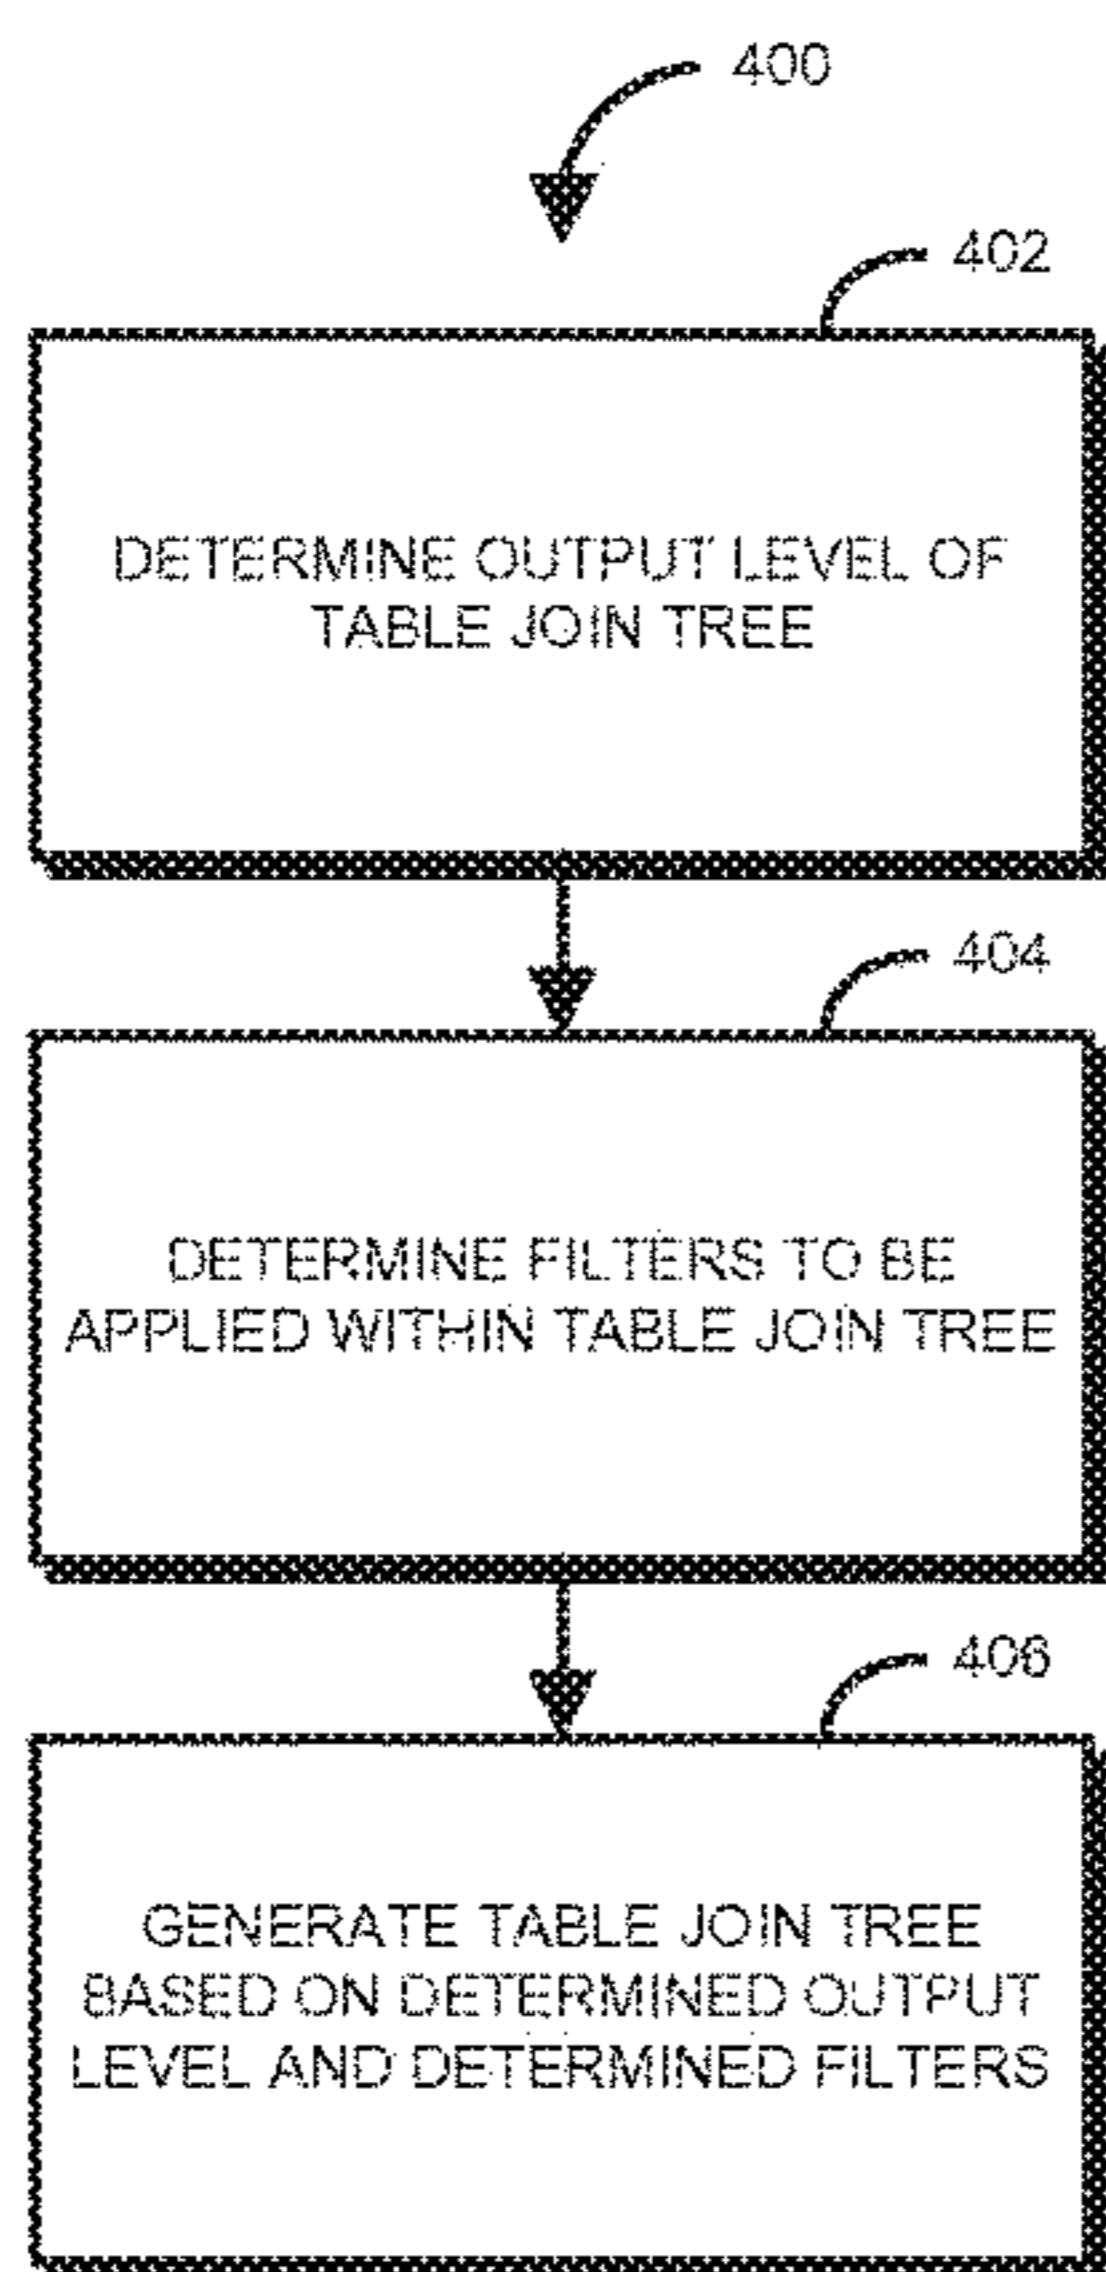 400
402
DETERMINE OUTPUT LEVEL OF
TABLE JOIN TREE
404
DETERMINE FILTERS TO BE
APPLIED WITHIN TABLE JOIN TREE
406
GENERATE TABLE JOIN TREE
BASED ON DETERMINED OUTPUT
LEVEL AND DETERMINED FILTERS